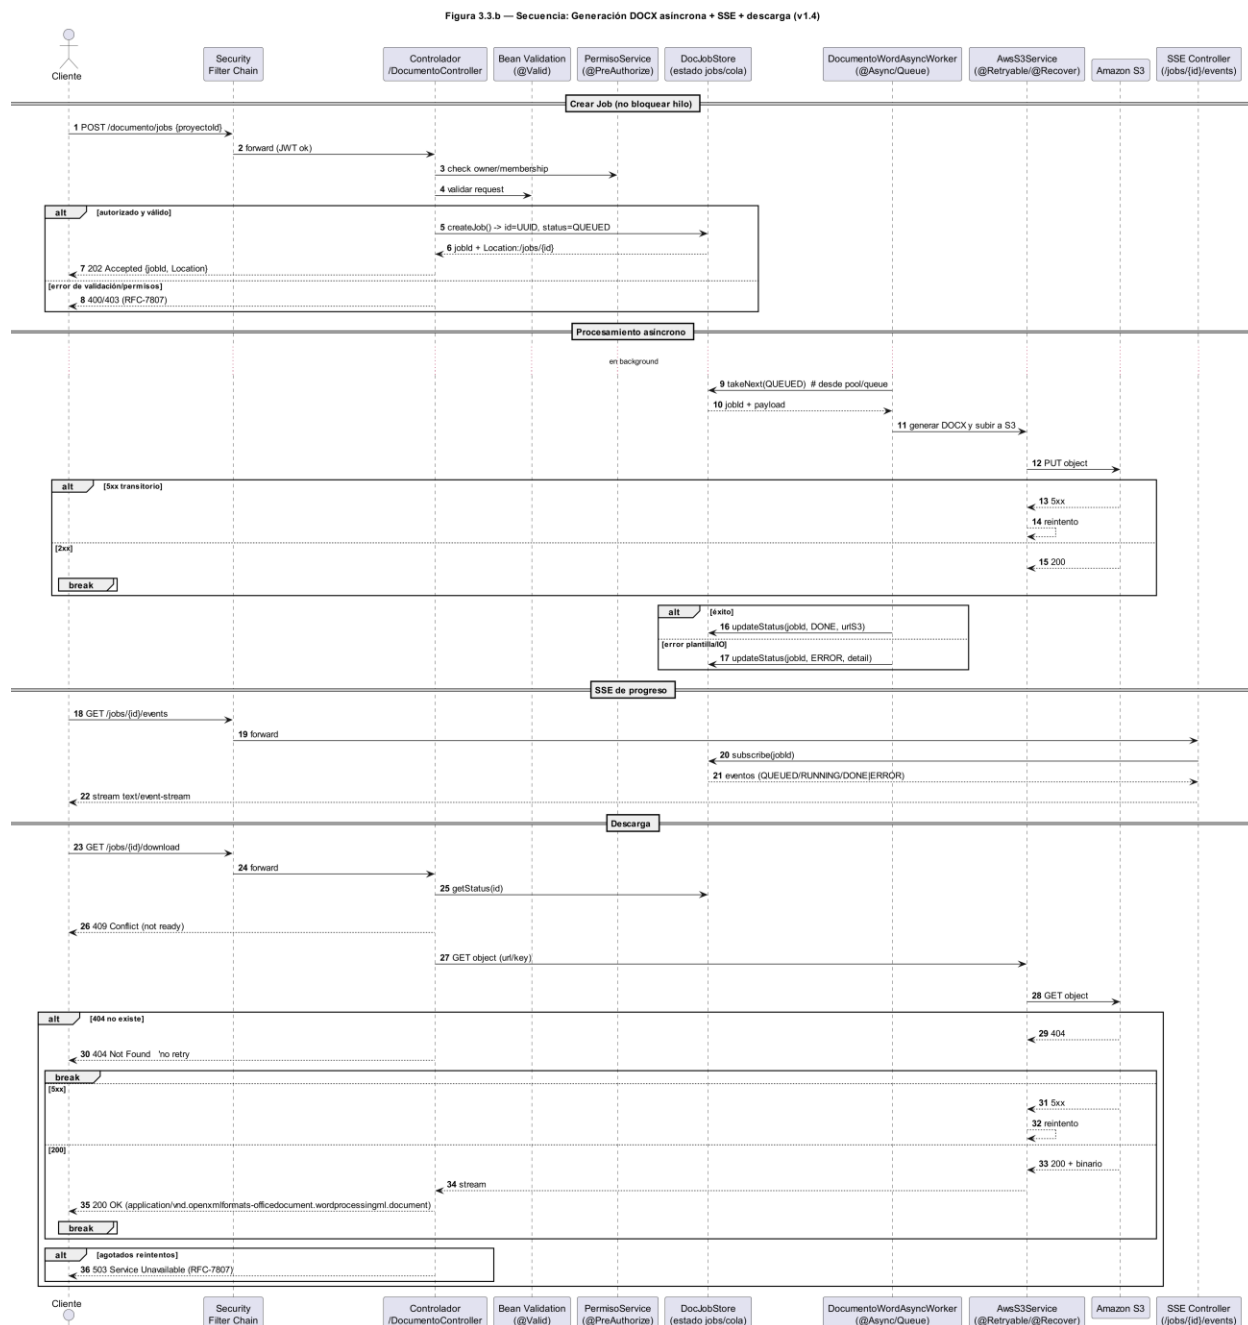 Figura 3.3.b — Secuencia: Generación DOCX asíncrona + SSE + descarga (v1.4)
Cliente
Security
Filter Chain
Controlador
/DocumentoController
Bean Validation
(@Valid)
PermisoService
(@PreAuthorize)
DocJobStore
(estado jobs/cola)
DocumentoWordAsyncWorker
(@Async/Queue)
AwsS3Service
(@Retryable/@Recover)
Amazon S3
SSE Controller
(/jobs/{id}/events)
Crear Job (no bloquear hilo)
1 POST /documento/jobs {proyectoId}
2 forward (JWT ok)
3 check owner/membership
4 validar request
alt [autorizado y válido]
5 createJob() -> id=UUID, status=QUEUED
6 jobId + Location:/jobs/{id}
7 202 Accepted {jobId, Location}
[error de validación/permisos]
8 400/403 (RFC-7807)
Procesamiento asíncrono
en background
9 takeNext(QUEUED) # desde pool/queue
10 jobId + payload
11 generar DOCX y subir a S3
12 PUT object
alt [5xx transitorio]
13 5xx
14 reintento
[2xx]
15 200
break
alt [éxito]
16 updateStatus(jobId, DONE, urlS3)
[error plantilla/IO]
17 updateStatus(jobId, ERROR, detail)
SSE de progreso
18 GET /jobs/{id}/events
19 forward
20 subscribe(jobId)
21 eventos (QUEUED/RUNNING/DONE|ERROR)
22 stream text/event-stream
Descarga
23 GET /jobs/{id}/download
24 forward
25 getStatus(id)
26 409 Conflict (not ready)
27 GET object (url/key)
28 GET object
alt [404 no existe]
29 404
30 404 Not Found 'no retry
break
[5xx]
31 5xx
32 reintento
[200]
33 200 + binario
34 stream
35 200 OK (application/vnd.openxmlformats-officedocument.wordprocessingml.document)
break
alt [agotados reintentos]
36 503 Service Unavailable (RFC-7807)
Cliente
Security
Filter Chain
Controlador
/DocumentoController
Bean Validation
(@Valid)
PermisoService
(@PreAuthorize)
DocJobStore
(estado jobs/cola)
DocumentoWordAsyncWorker
(@Async/Queue)
AwsS3Service
(@Retryable/@Recover)
Amazon S3
SSE Controller
(/jobs/{id}/events)